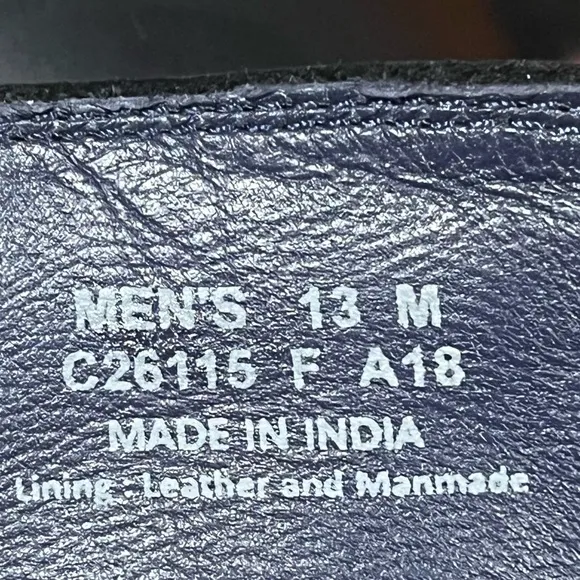 MEN'S 13 M
C26115 F A18
MADE IN INDIA
Lining : Leather and Manmade